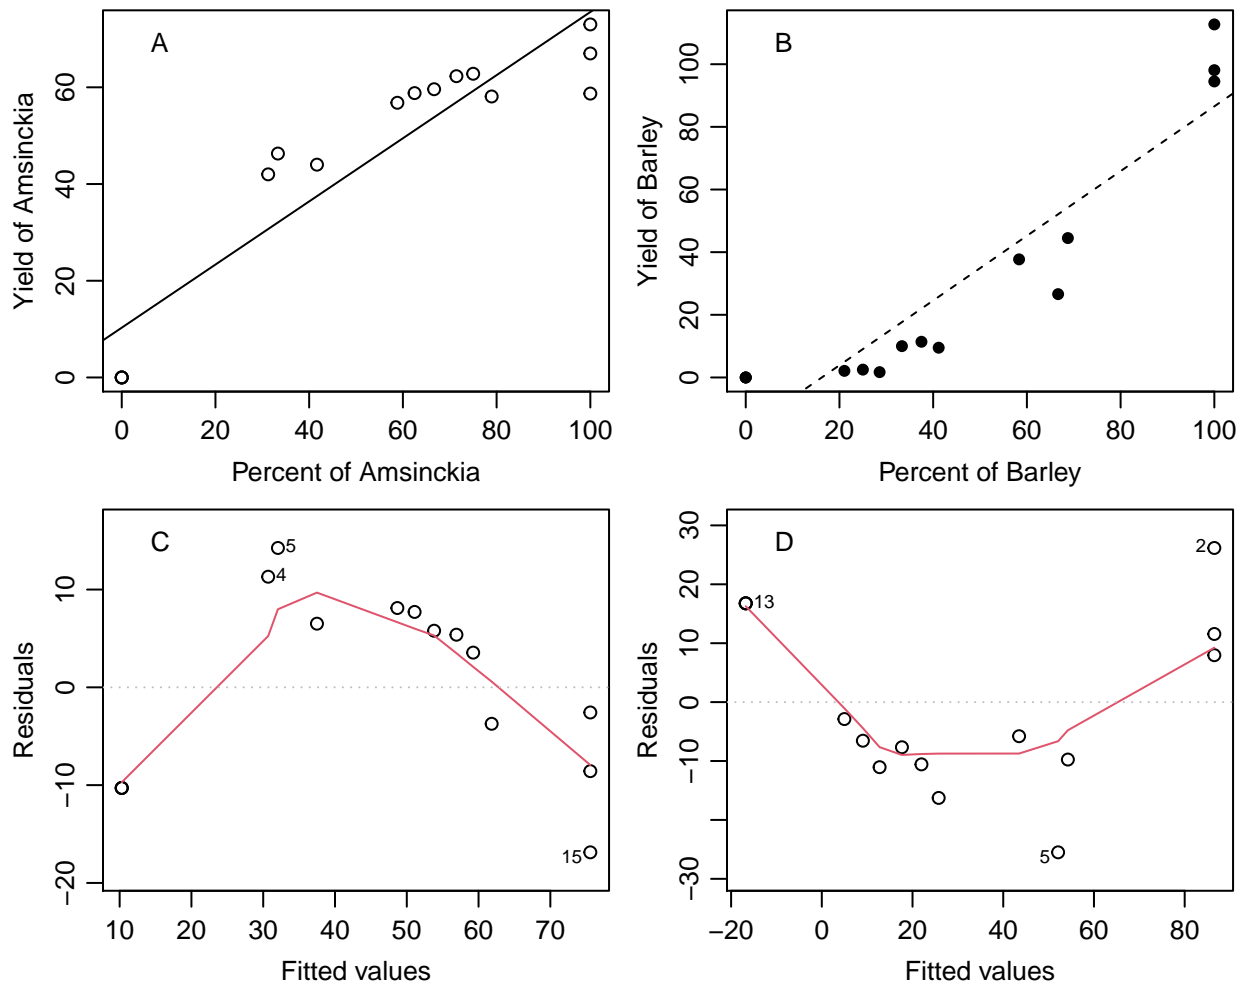 A
Yield of Amsinckia
0 20 40 60
0 20 40 60 80 100
Percent of Amsinckia
B
Yield of Barley
0 20 40 60 80 100
0 20 40 60 80 100
Percent of Barley
C
5
4
15
Residuals
−20 −10 0 10
10 20 30 40 50 60 70
Fitted values
D
2
13
5
Residuals
−30 −10 0 10 20 30
−20 0 20 40 60 80
Fitted values